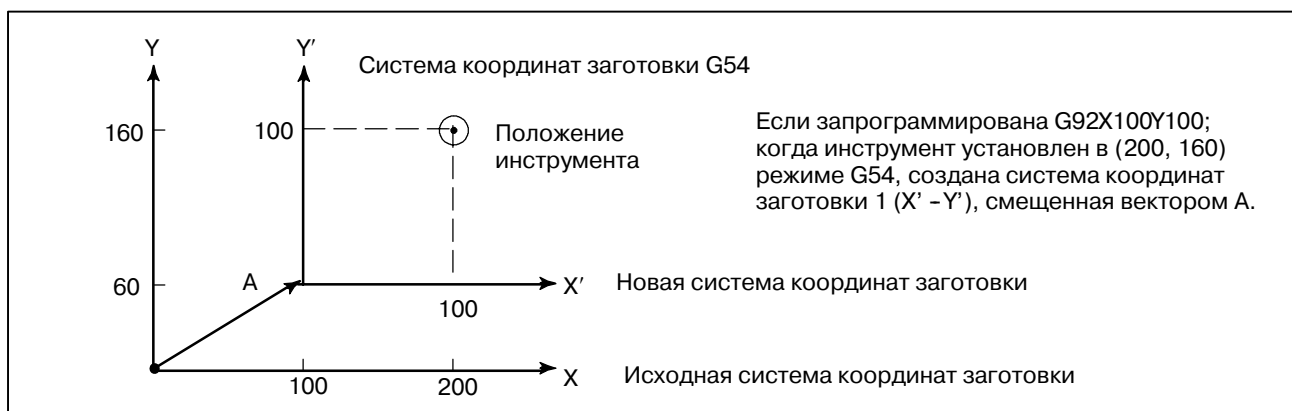 Y
Y′
Система координат заготовки G54
160
100
Положение
инструмента
Если запрограммирована G92X100Y100;
когда инструмент установлен в (200, 160)
режиме G54, создана система координат
заготовки 1 (X’ -Y’), смещенная вектором A.
60
A
X′
Новая система координат заготовки
100
100
200
X
Исходная система координат заготовки